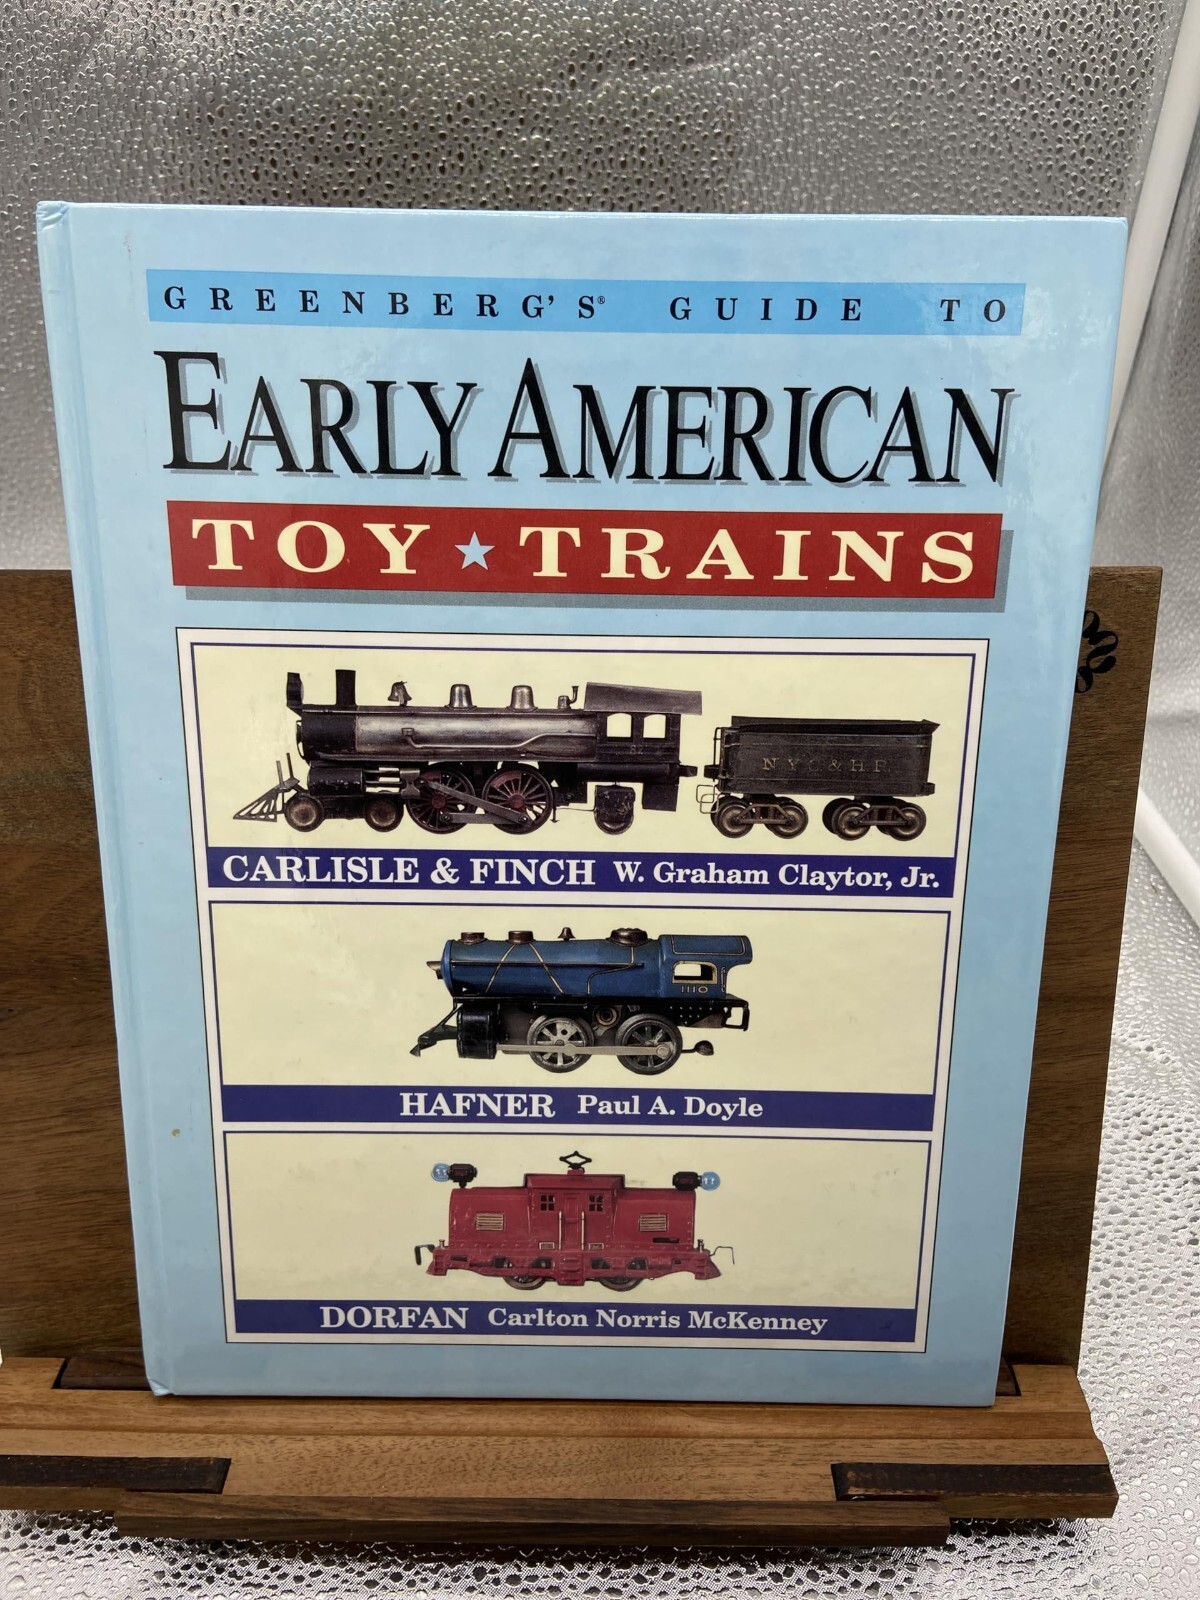 GREENBERG'S® GUIDE TO
EARLY AMERICAN
TOY ★ TRAINS
82
N.Y.C. & H.R.
CARLISLE & FINCH W. Graham Claytor, Jr.
1110
HAFNER Paul A. Doyle
DORFAN Carlton Norris McKenney